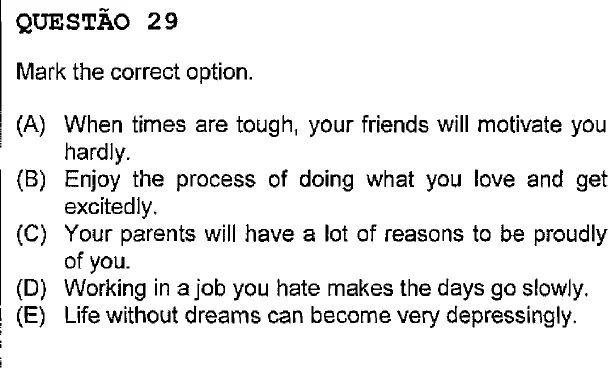 QUESTÃO 29
Mark the correct option.
(A) When times are tough, your friends will motivate you
hardly.
(B) Enjoy the process of doing what you love and get
excitedly.
(C) Your parents will have a lot of reasons to be proudly
of you.
(D) Working in a job you hate makes the days go slowly.
(E) Life without dreams can become very depressingly.